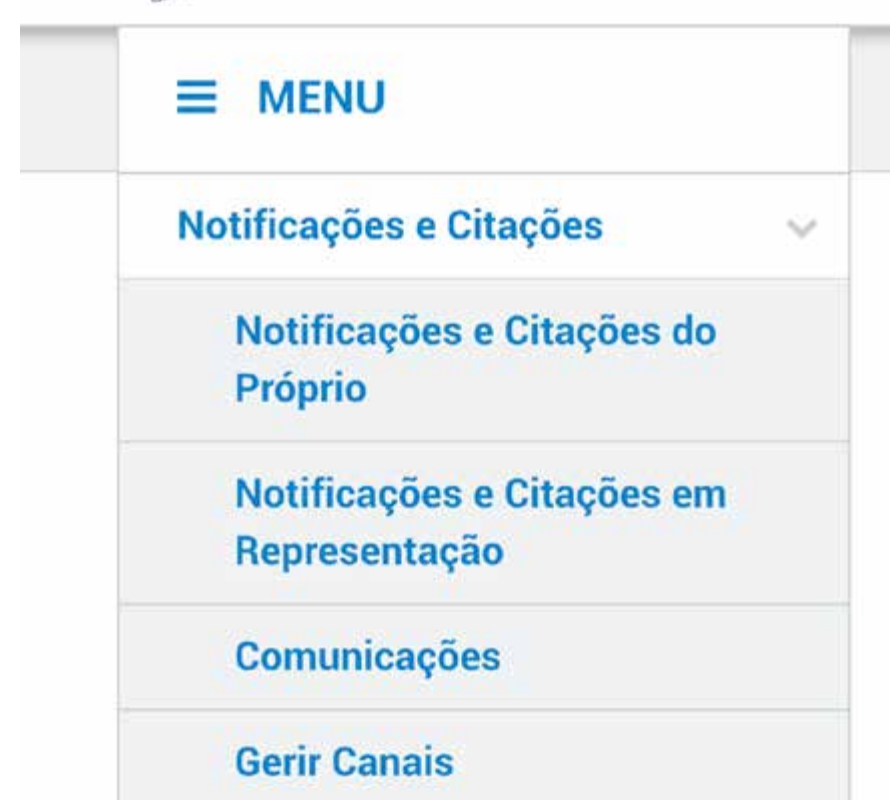 MENU
Notificações e Citações
Notificações e Citações do
Próprio
Notificações e Citações em
Representação
Comunicações
Gerir Canais